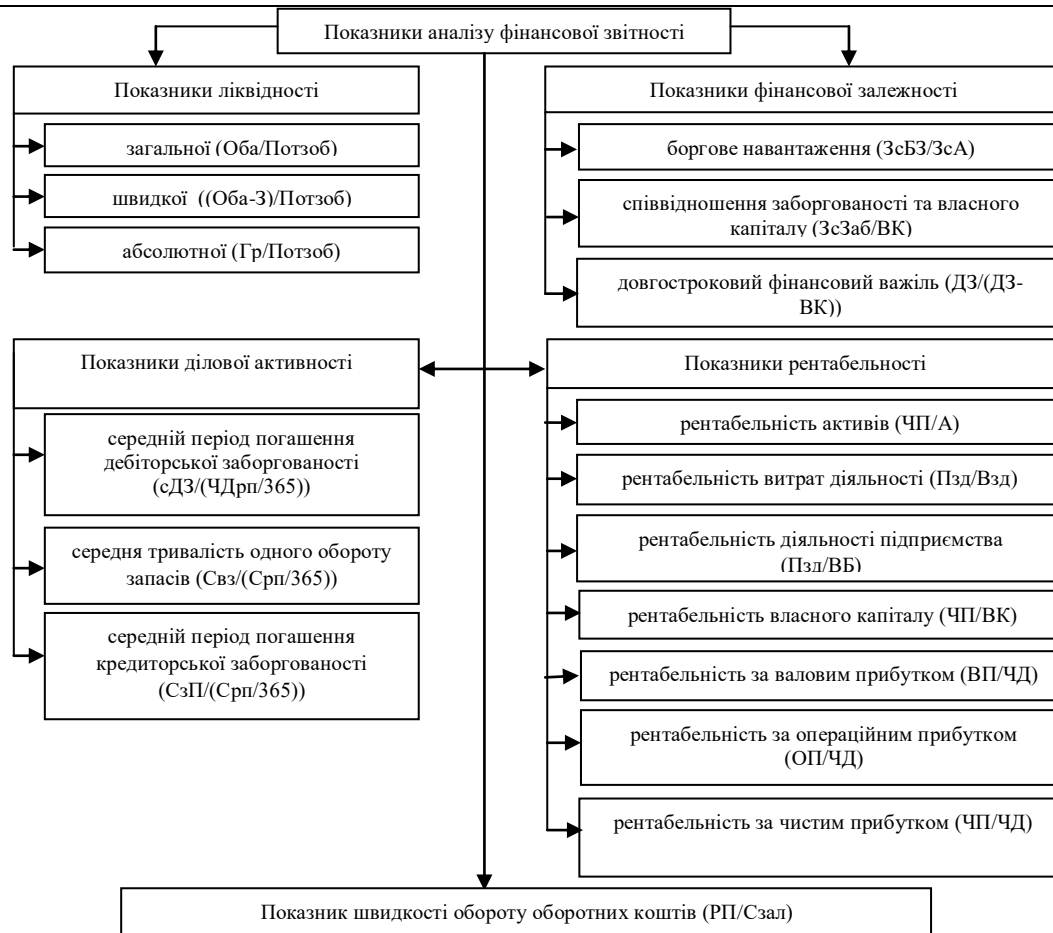 Показники аналізу фінансової звітності
Показники ліквідності
загальної (Оба/Потзоб)
швидкої ((Оба-З)/Потзоб)
абсолютної (Гр/Потзоб)
Показники фінансової залежності
боргове навантаження (ЗсБЗ/ЗсА)
співвідношення заборгованості та власного
капіталу (ЗсЗаб/ВК)
довгостроковий фінансовий важіль (ДЗ/(ДЗ-
ВК))
Показники ділової активності
середній період погашення
дебіторської заборгованості
(сДЗ/(ЧДрп/365))
середня тривалість одного обороту
запасів (Свз/(Срп/365))
середній період погашення
кредиторської заборгованості
(СзП/(Срп/365))
Показники рентабельності
рентабельність активів (ЧП/А)
рентабельність витрат діяльності (Пзд/Взд)
рентабельність діяльності підприємства
(Пзд/ВБ)
рентабельність власного капіталу (ЧП/ВК)
рентабельність за валовим прибутком (ВП/ЧД)
рентабельність за операційним прибутком
(ОП/ЧД)
рентабельність за чистим прибутком (ЧП/ЧД)
Показник швидкості обороту оборотних коштів (РП/Сзал)